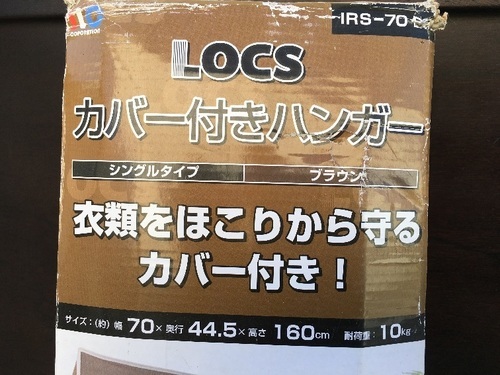 IRS-70
LOCS
カバー付きハンガー
シングルタイプ ブラウン
衣類をほこりから守る
カバー付き！
サイズ：(約) 幅 70×奥行 44.5×高さ 160cm 耐荷重：10kg